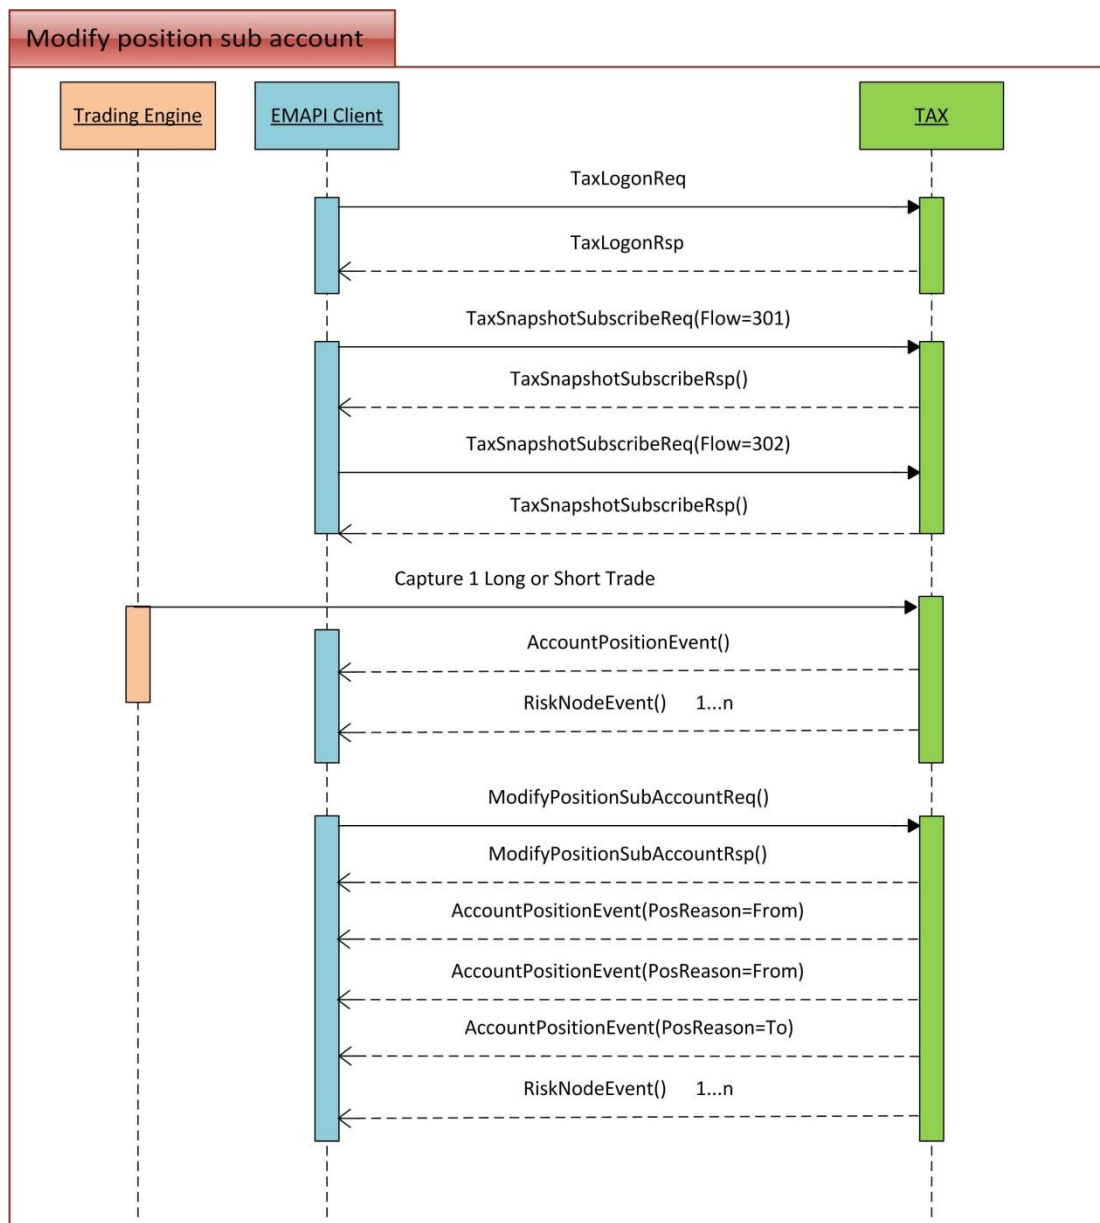 Modify position sub account
Trading Engine
EMAPI Client
TAX
TaxLogonReq
TaxLogonRsp
TaxSnapshotSubscribeReq(Flow=301)
TaxSnapshotSubscribeRsp()
TaxSnapshotSubscribeReq(Flow=302)
TaxSnapshotSubscribeRsp()
Capture 1 Long or Short Trade
AccountPositionEvent()
RiskNodeEvent() 1...n
ModifyPositionSubAccountReq()
ModifyPositionSubAccountRsp()
AccountPositionEvent(PosReason=From)
AccountPositionEvent(PosReason=From)
AccountPositionEvent(PosReason=To)
RiskNodeEvent() 1...n